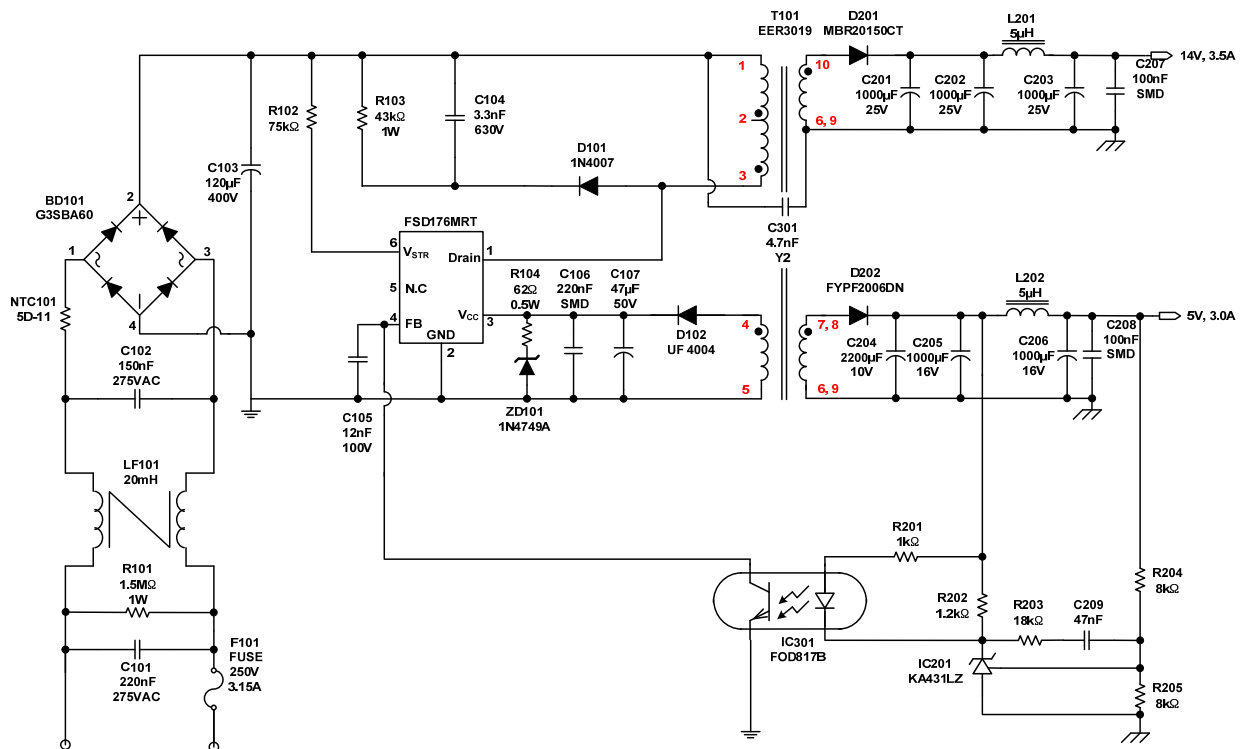 T101
EER3019
D201
MBR20150CT
L201
5µH
14V, 3.5A
1
2
3
10
6, 9
C201
1000µF
25V
C202
1000µF
25V
C203
1000µF
25V
C207
100nF
SMD
R102
75kΩ
R103
43kΩ
1W
C104
3.3nF
630V
D101
1N4007
C103
120µF
400V
BD101
G3SBA60
2
1
3
4
+
−
~
~
NTC101
5D-11
C102
150nF
275VAC
FSD176MRT
6
VSTR
Drain
1
5
N.C
4
FB
VCC
3
GND
2
R104
62Ω
0.5W
C106
220nF
SMD
C107
47µF
50V
D102
UF 4004
ZD101
1N4749A
C105
12nF
100V
C301
4.7nF
Y2
4
5
7, 8
6, 9
D202
FYPF2006DN
L202
5µH
5V, 3.0A
C204
2200µF
10V
C205
1000µF
16V
C206
1000µF
16V
C208
100nF
SMD
LF101
20mH
R101
1.5MΩ
1W
C101
220nF
275VAC
F101
FUSE
250V
3.15A
R201
1kΩ
R202
1.2kΩ
R203
18kΩ
C209
47nF
R204
8kΩ
IC301
FOD817B
IC201
KA431LZ
R205
8kΩ